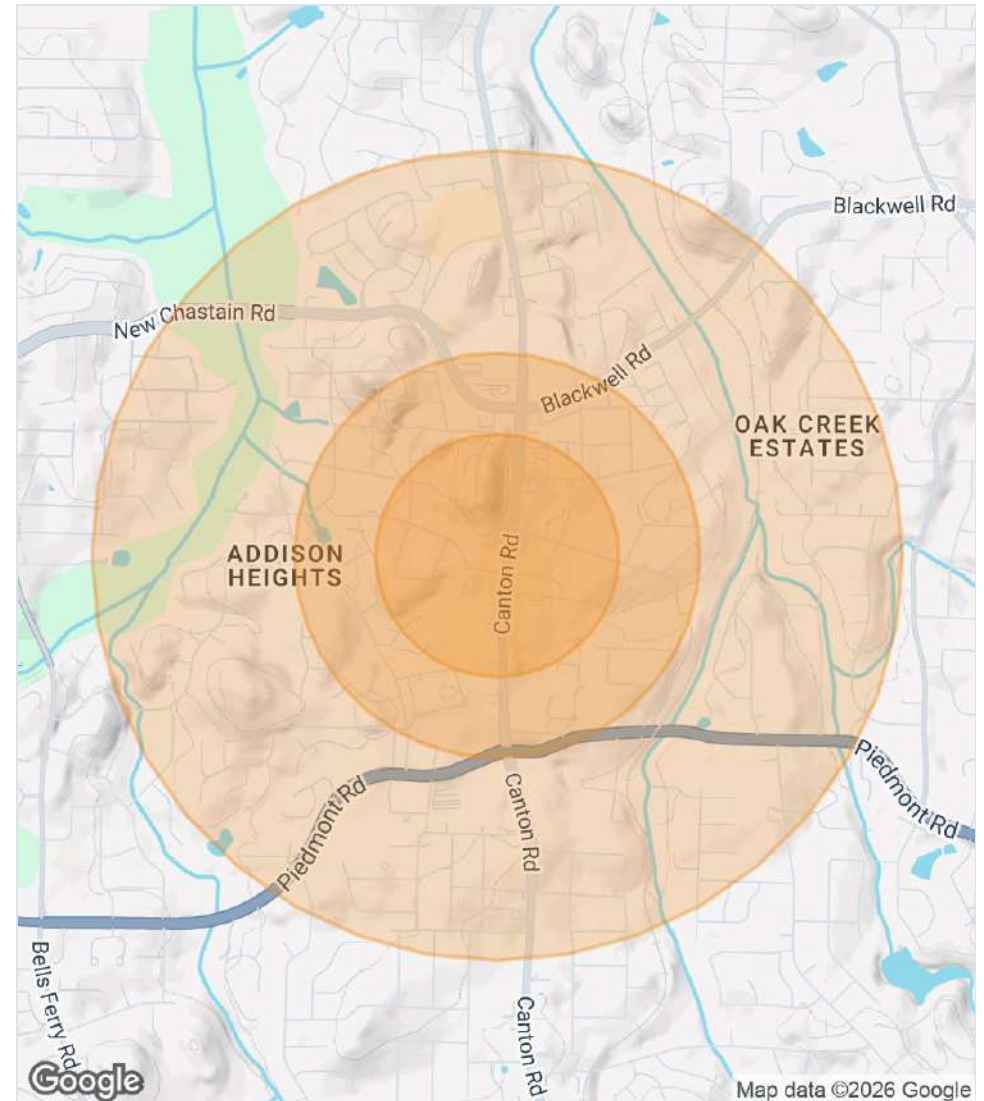 Blackwell Rd
New Chastain Rd
Blackwell Rd
OAK CREEK
ESTATES
ADDISON
HEIGHTS
Canton Rd
Piedmont Rd
Piedmont Rd
Canton Rd
Bells Ferry Rd
Canton Rd
Google
Map data ©2026 Google